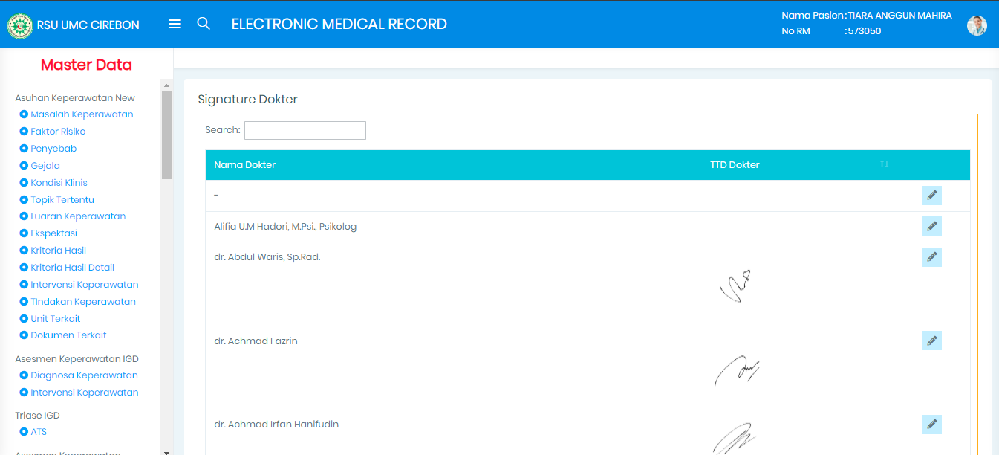 RSU UMC CIREBON
ELECTRONIC MEDICAL RECORD
Nama Pasien:TIARA ANGGUN MAHIRA
No RM :573050
Master Data
Asuhan Keperawatan New
Masalah Keperawatan
Faktor Risiko
Penyebab
Gejala
Kondisi Klinis
Topik Tertentu
Luaran Keperawatan
Ekspektasi
Kriteria Hasil
Kriteria Hasil Detail
Intervensi Keperawatan
TIndakan Keperawatan
Unit Terkait
Dokumen Terkait
Asesmen Keperawatan IGD
Diagnosa Keperawatan
Intervensi Keperawatan
Triase IGD
ATS
Asesmen Keperawatan
Signature Dokter
Search:
Nama Dokter TTD Dokter
-
Alifia U.M Hadori, M.Psi., Psikolog
dr. Abdul Waris, Sp.Rad.
dr. Achmad Fazrin
dr. Achmad Irfan Hanifudin